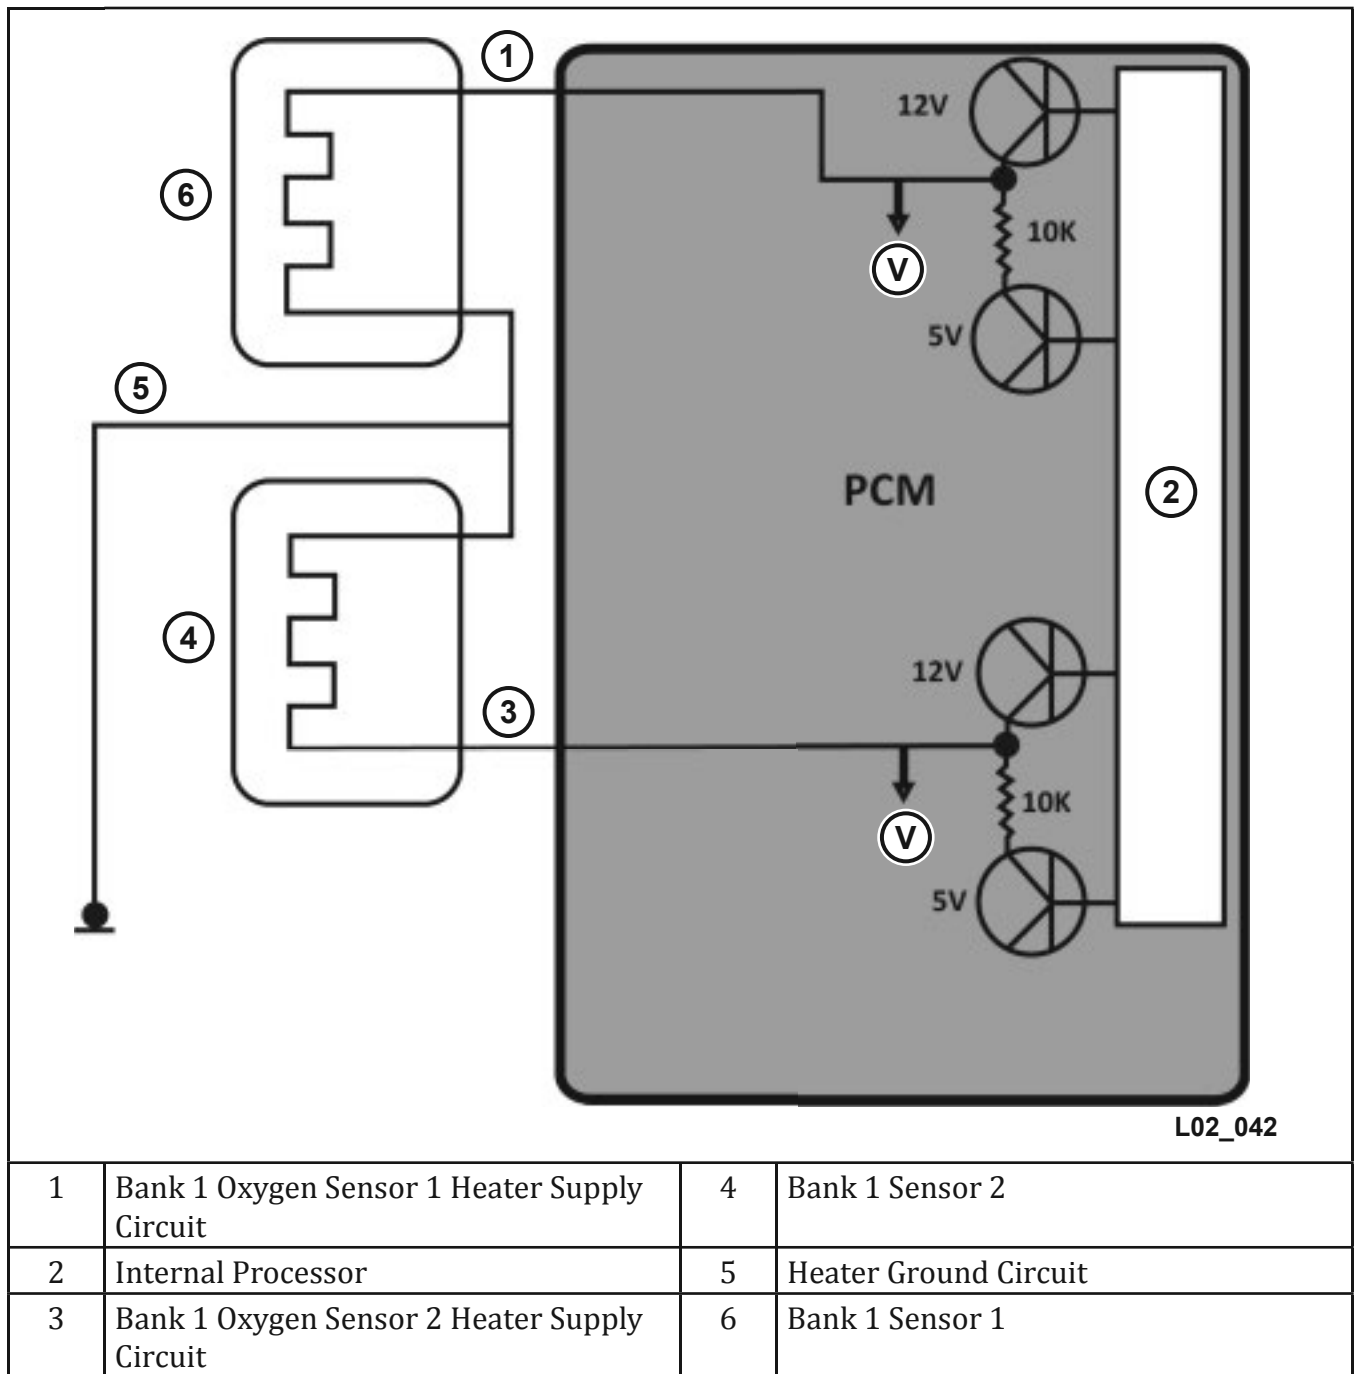 1
12V
6
10K
V
5V
5
PCM
2
4
12V
3
10K
V
5V
L02_042
1 Bank 1 Oxygen Sensor 1 Heater Supply Circuit 4 Bank 1 Sensor 2
2 Internal Processor 5 Heater Ground Circuit
3 Bank 1 Oxygen Sensor 2 Heater Supply Circuit 6 Bank 1 Sensor 1